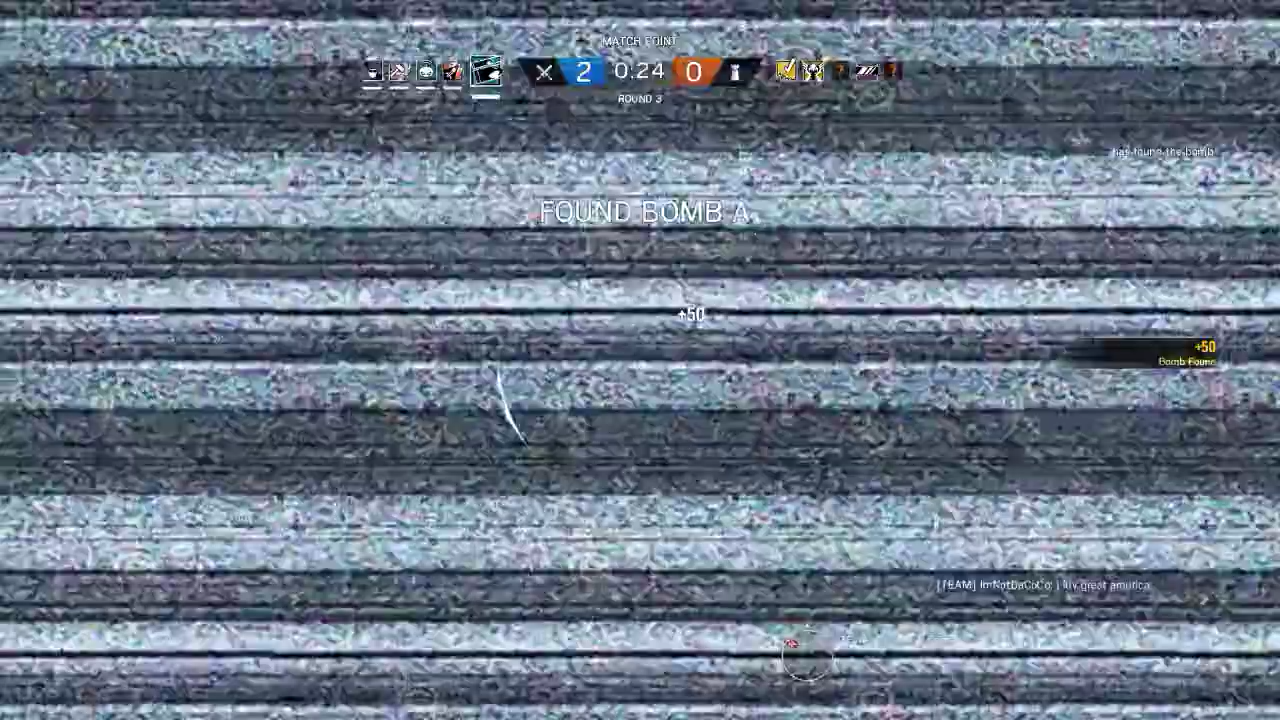 MATCH POINT
2 0:24 0
ROUND 3
has found the bomb
FOUND BOMB A
+50
+50
Bomb Found
[TEAM] ImNotDaCoCo: i luv great amurica